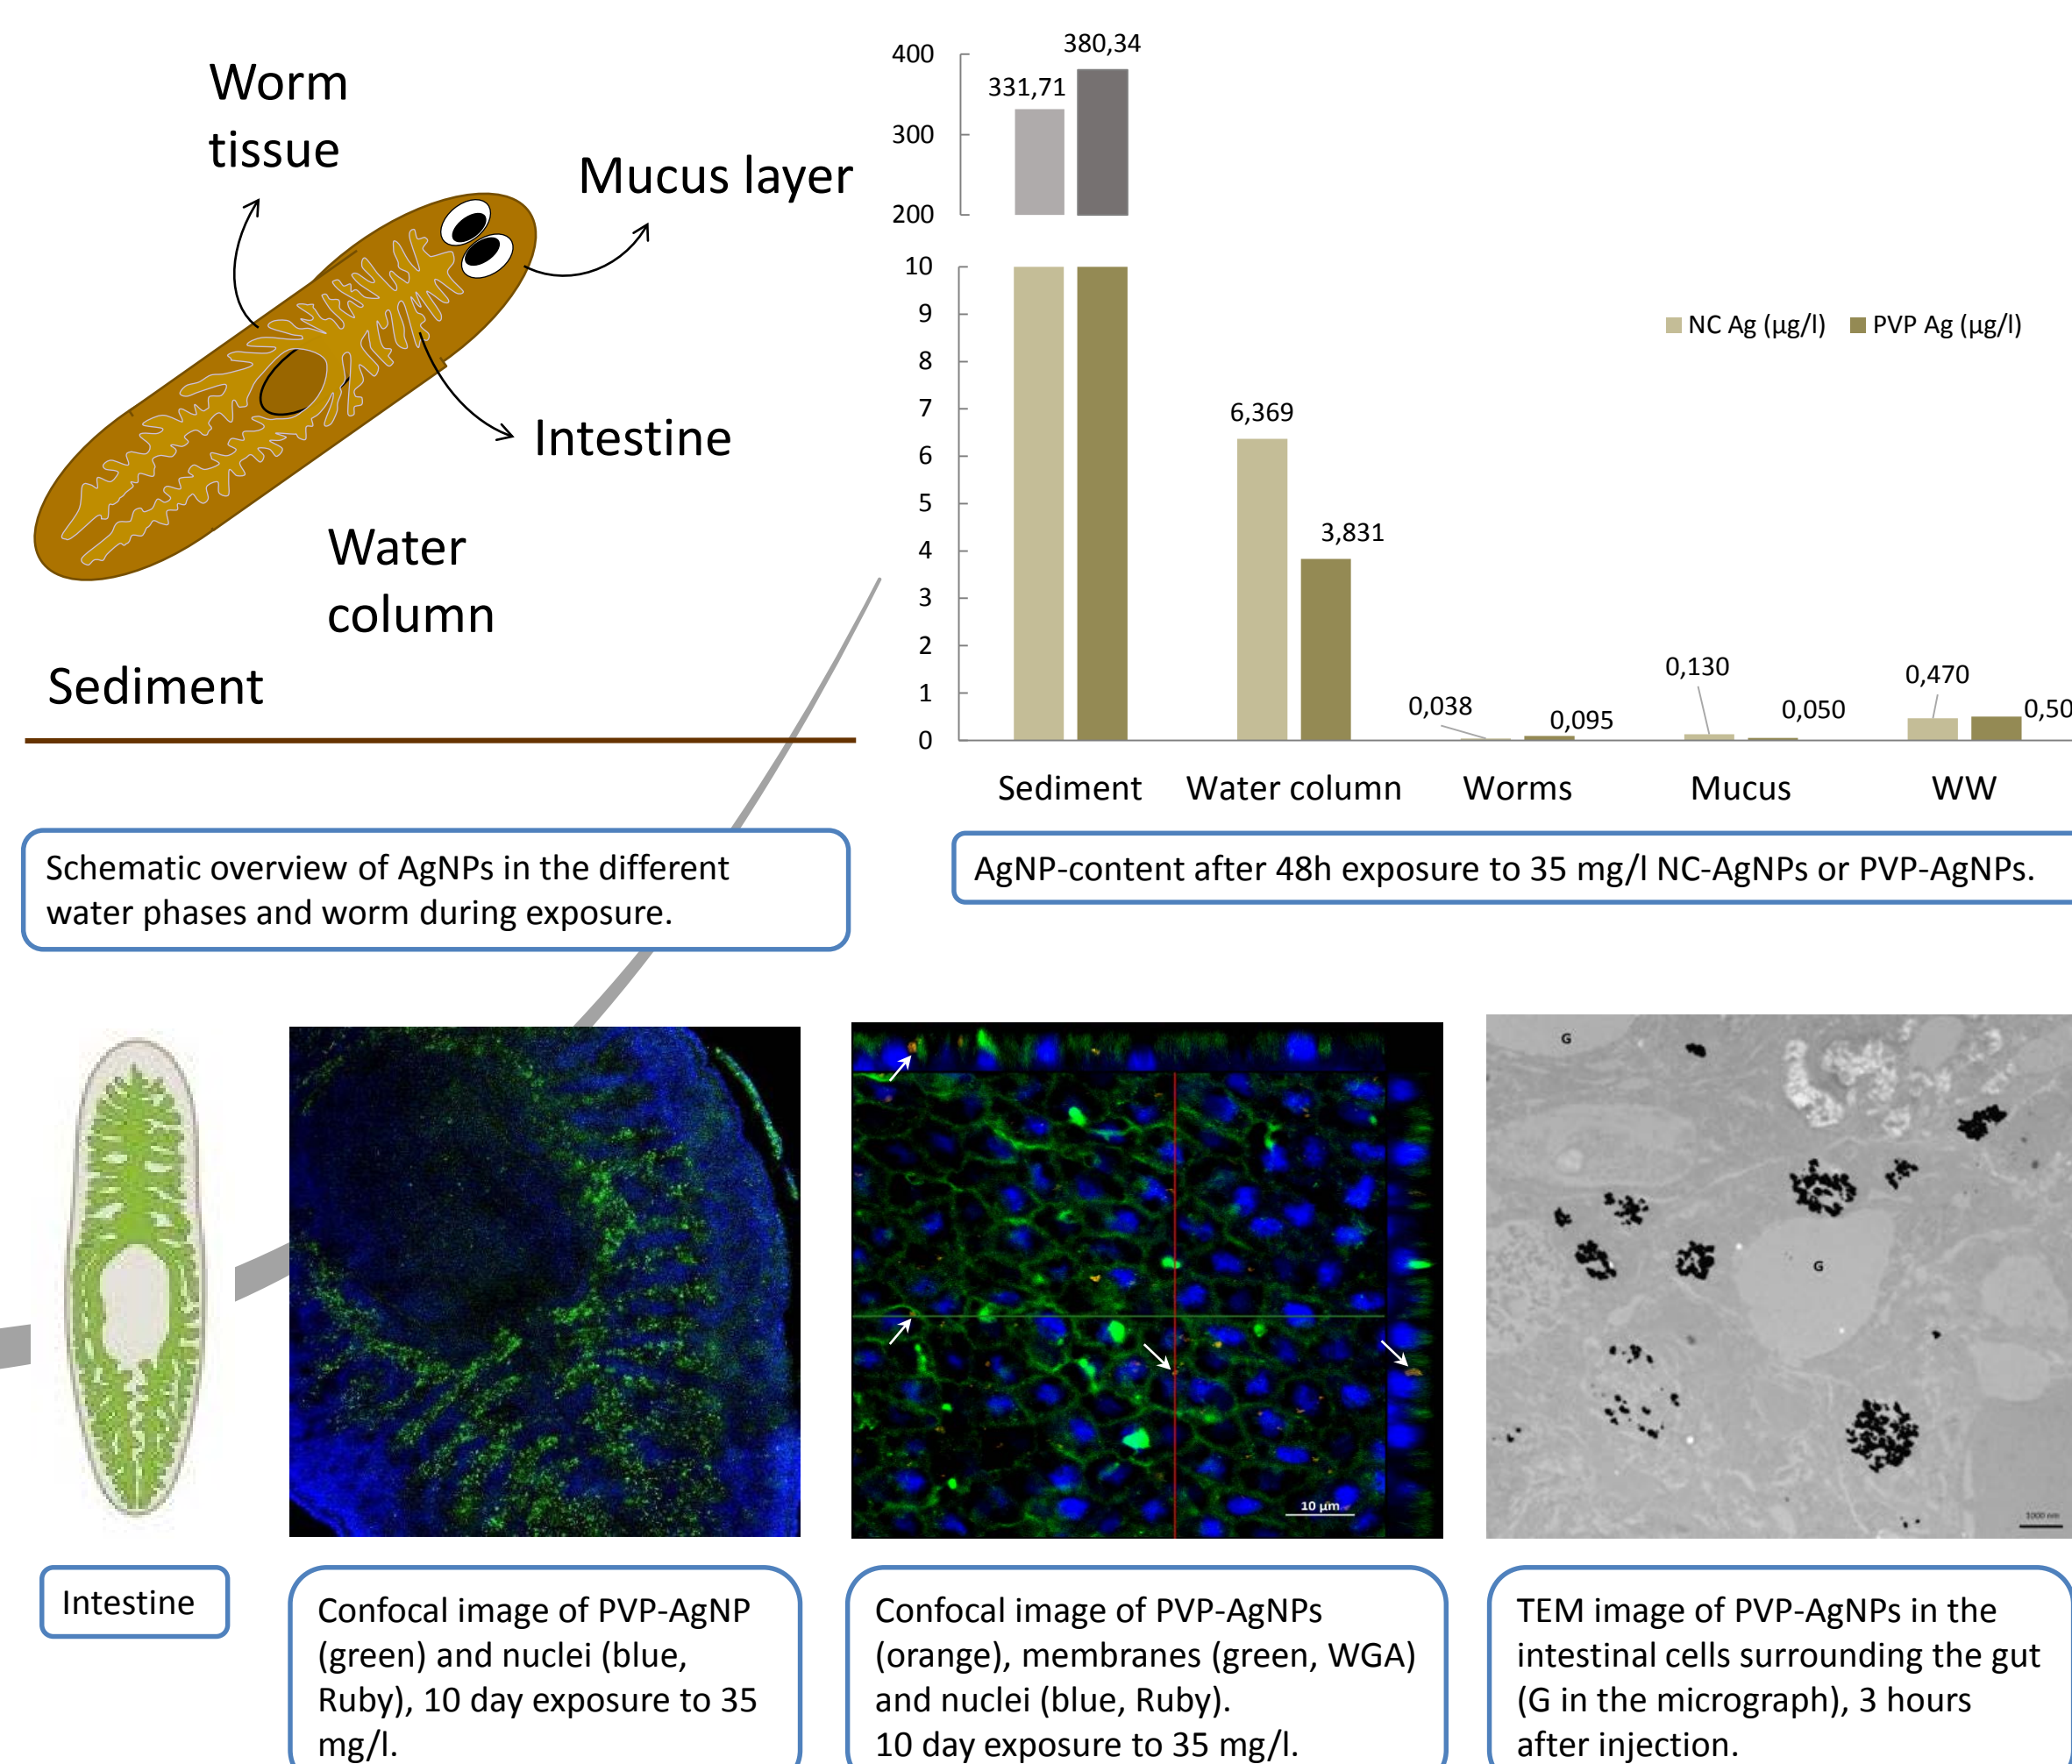 Worm
tissue
Mucus layer
Intestine
Water
column
Sediment
400
300
200
331,71
380,34
10
9
8
7
6
5
4
3
2
1
0
6,369
3,831
0,038
0,095
0,130
0,050
0,470
0,50
NC Ag (µg/l) PVP Ag (µg/l)
Sediment Water column Worms Mucus WW
Schematic overview of AgNPs in the different
water phases and worm during exposure.
AgNP-content after 48h exposure to 35 mg/l NC-AgNPs or PVP-AgNPs.
G
G
10 µm
1000 nm
Intestine
Confocal image of PVP-AgNP
(green) and nuclei (blue,
Ruby), 10 day exposure to 35
mg/l.
Confocal image of PVP-AgNPs
(orange), membranes (green, WGA)
and nuclei (blue, Ruby).
10 day exposure to 35 mg/l.
TEM image of PVP-AgNPs in the
intestinal cells surrounding the gut
(G in the micrograph), 3 hours
after injection.